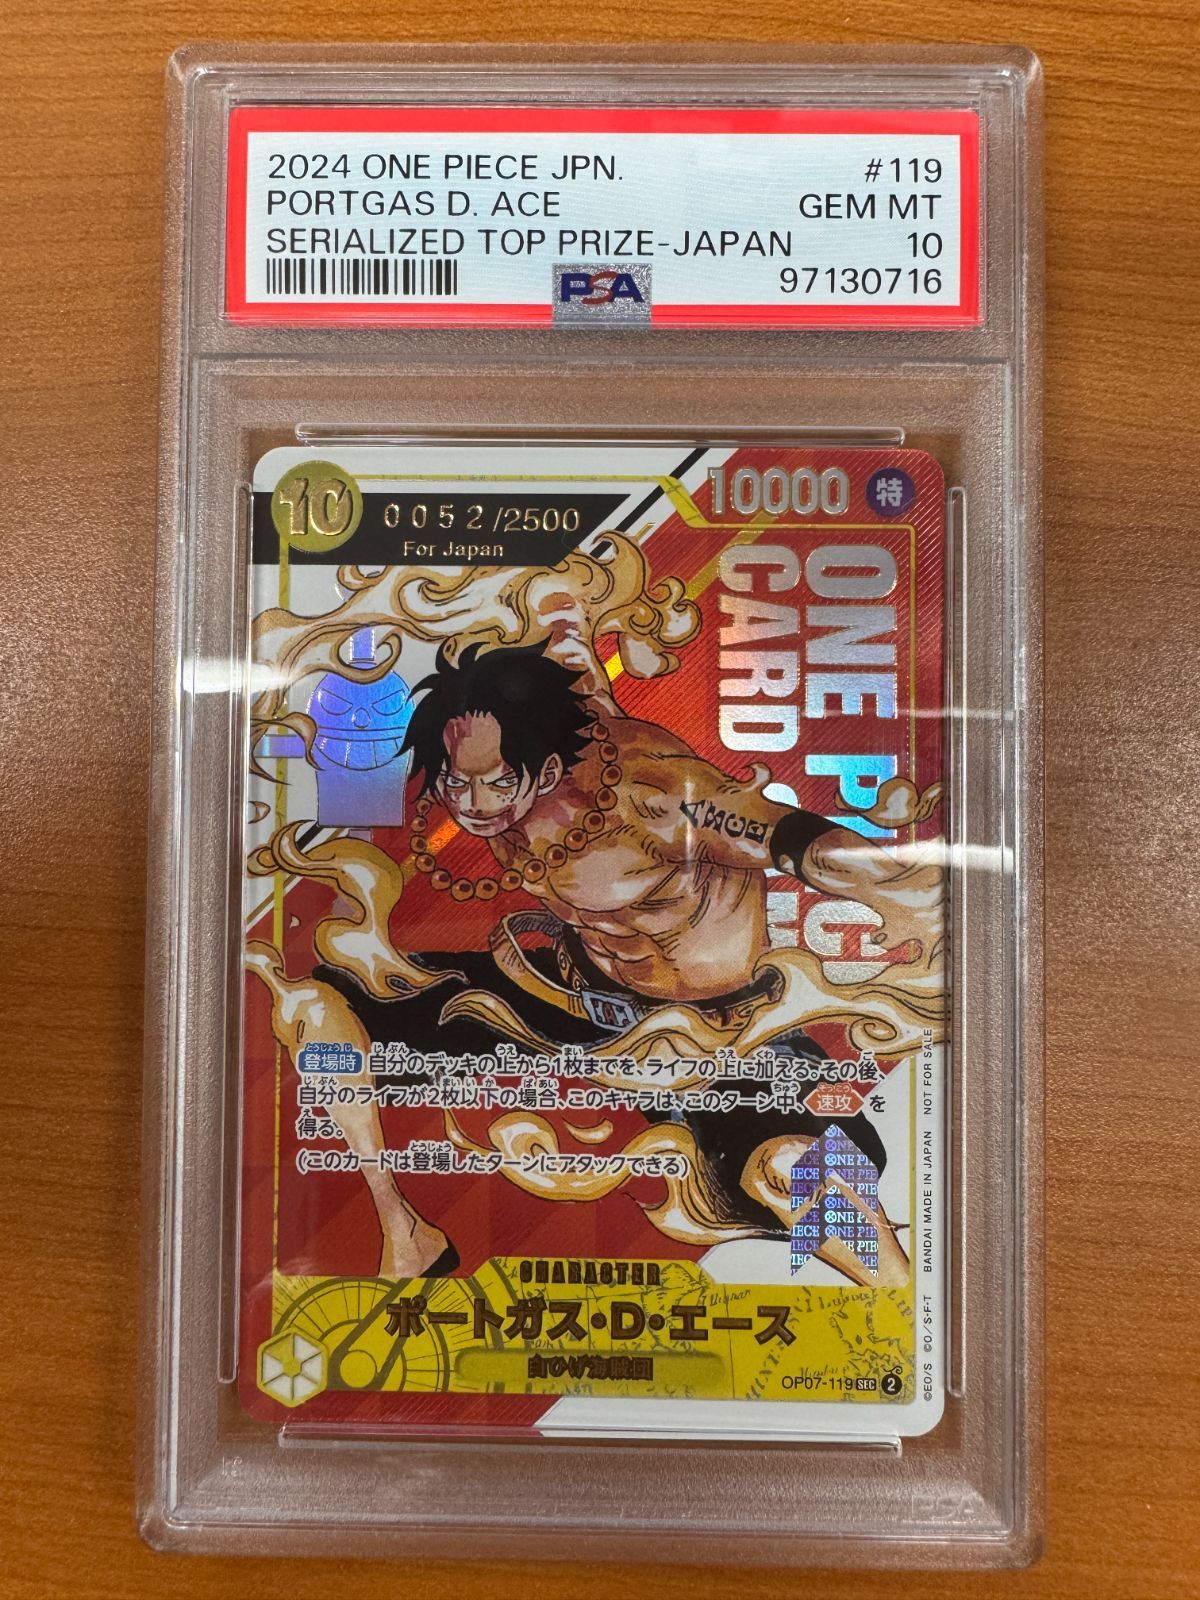 2024 ONE PIECE JPN. #119
PORTGAS D. ACE GEM MT
SERIALIZED TOP PRIZE-JAPAN 10
PSA 97130716
10
0052/2500
For Japan
10000 特
ONE PIECE
CARD
ASCE
登場時 自分のデッキの上から1枚までを、ライフの上に加える。その後、
自分のライフが2枚以下の場合、このキャラは、このターン中、速攻 を
得る。
(このカードは登場したターンにアタックできる)
CHARACTER
ポートガス・D・エース
白ひげ海賊団
OP07-119 SEC 2
©EO/S ©O/S·F·T BANDAI MADE IN JAPAN NOT FOR SALE